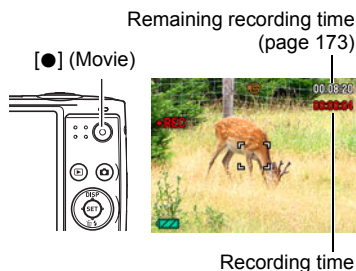 Remaining recording time
(page 173)
[●] (Movie)
00:08:20
00:00:04
●REC
DISP
SET
Recording time